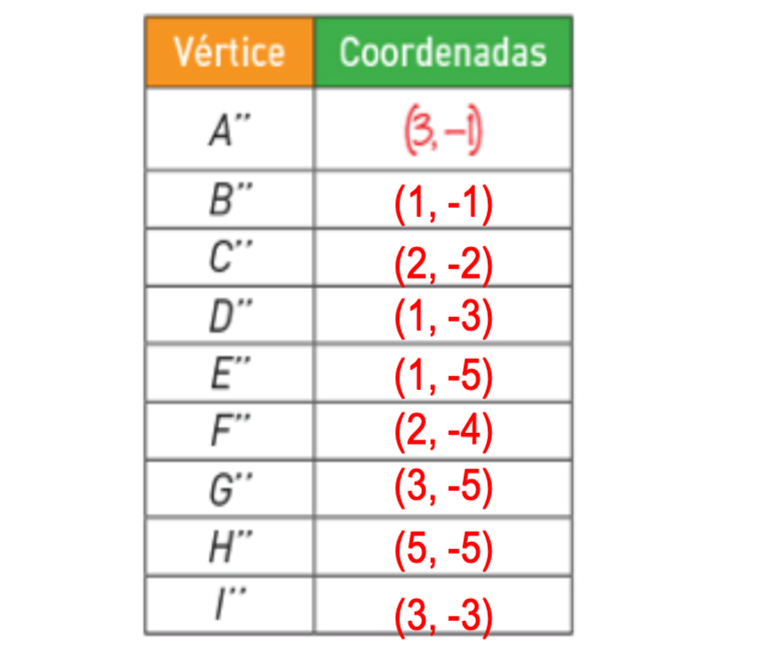 Vértice Coordenadas
A’’ (3, -1)
B’’ (1, -1)
C’’ (2, -2)
D’’ (1, -3)
E’’ (1, -5)
F’’ (2, -4)
G’’ (3, -5)
H’’ (5, -5)
I’’ (3, -3)